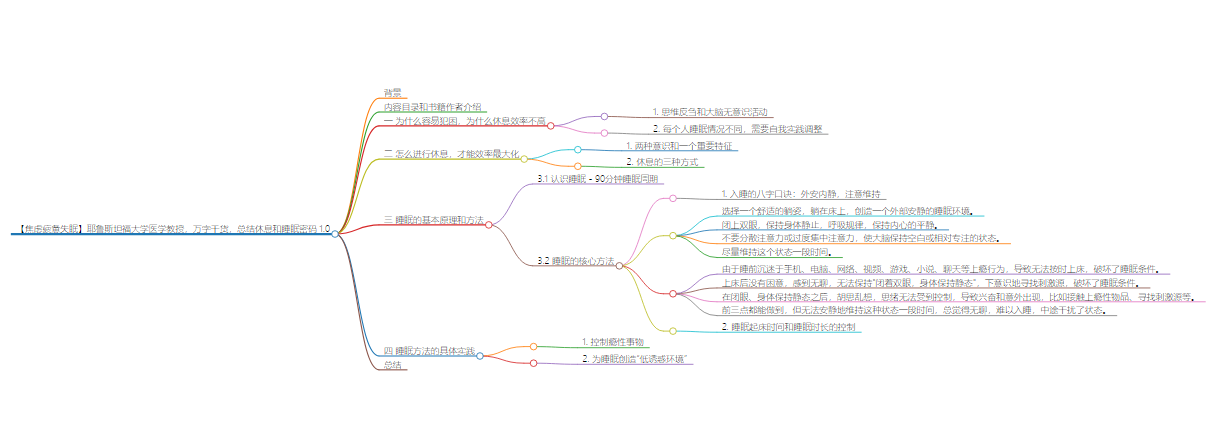 【焦虑疲惫失眠】耶鲁斯坦福大学医学教授，万字干货，总结休息和睡眠密码 1.0
背景
内容目录和书籍作者介绍
一 为什么容易犯困，为什么休息效率不高
1. 思维反刍和大脑无意识活动
2. 每个人睡眠情况不同，需要自我实践调整
二 怎么进行休息，才能效率最大化
1. 两种意识和一个重要特征
2. 休息的三种方式
三 睡眠的基本原理和方法
3.1 认识睡眠 - 90分钟睡眠周期
3.2 睡眠的核心方法
1. 入睡的八字口诀：外安内静，注意维持
选择一个舒适的躺姿，躺在床上，创造一个外部安静的睡眠环境。
闭上双眼，保持身体静止，呼吸规律，保持内心的平静。
不要分散注意力或过度集中注意力，使大脑保持空白或相对专注的状态。
尽量维持这个状态一段时间。
由于睡前沉迷于手机、电脑、网络、视频、游戏、小说、聊天等上瘾行为，导致无法按时上床，破坏了睡眠条件。
上床后没有困意，感到无聊，无法保持“闭着双眼，身体保持静态”，下意识地寻找刺激源，破坏了睡眠条件。
在闭眼、身体保持静态之后，胡思乱想，思绪无法受到控制，导致兴奋和意外出现，比如接触上瘾性物品、寻找刺激源等。
前三点都能做到，但无法安静地维持这种状态一段时间，总觉得无聊，难以入睡，中途干扰了状态。
2. 睡眠起床时间和睡眠时长的控制
四 睡眠方法的具体实践
1. 控制瘾性事物
2. 为睡眠创造“低诱惑环境”
总结